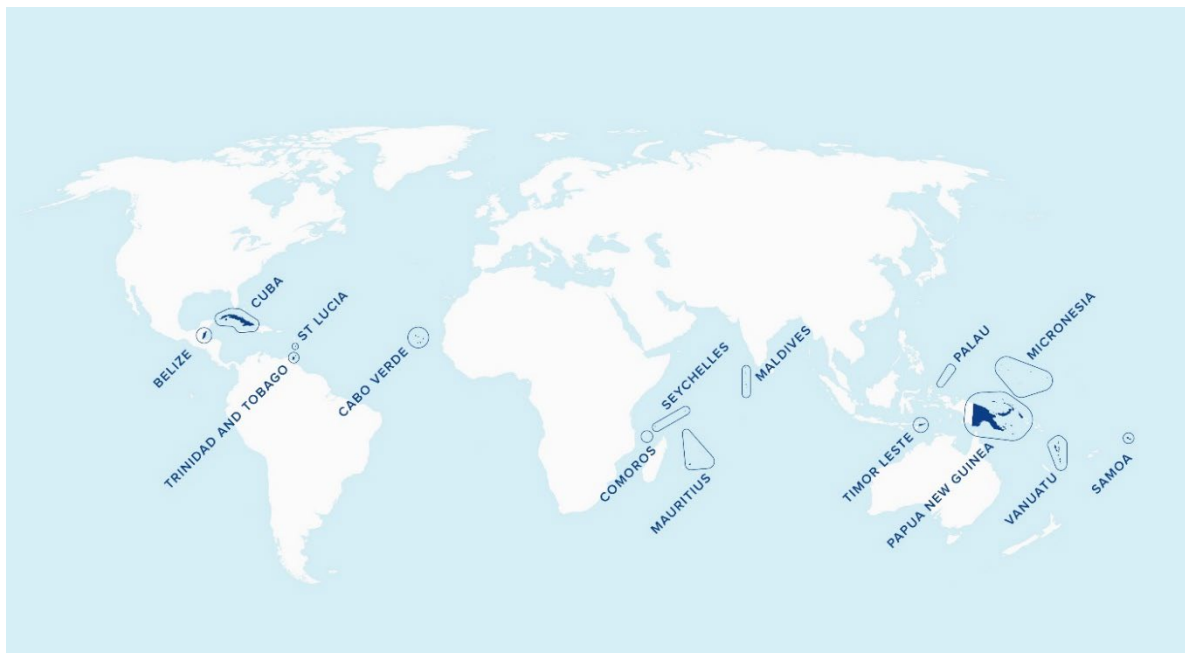 CUBA
ST LUCIA
BELIZE
TRINIDAD AND TOBAGO
CABO VERDE
SEYCHELLES
COMOROS
MAURITIUS
MALDIVES
PALAU
MICRONESIA
TIMOR LESTE
PAPUA NEW GUINEA
VANUATU
SAMOA